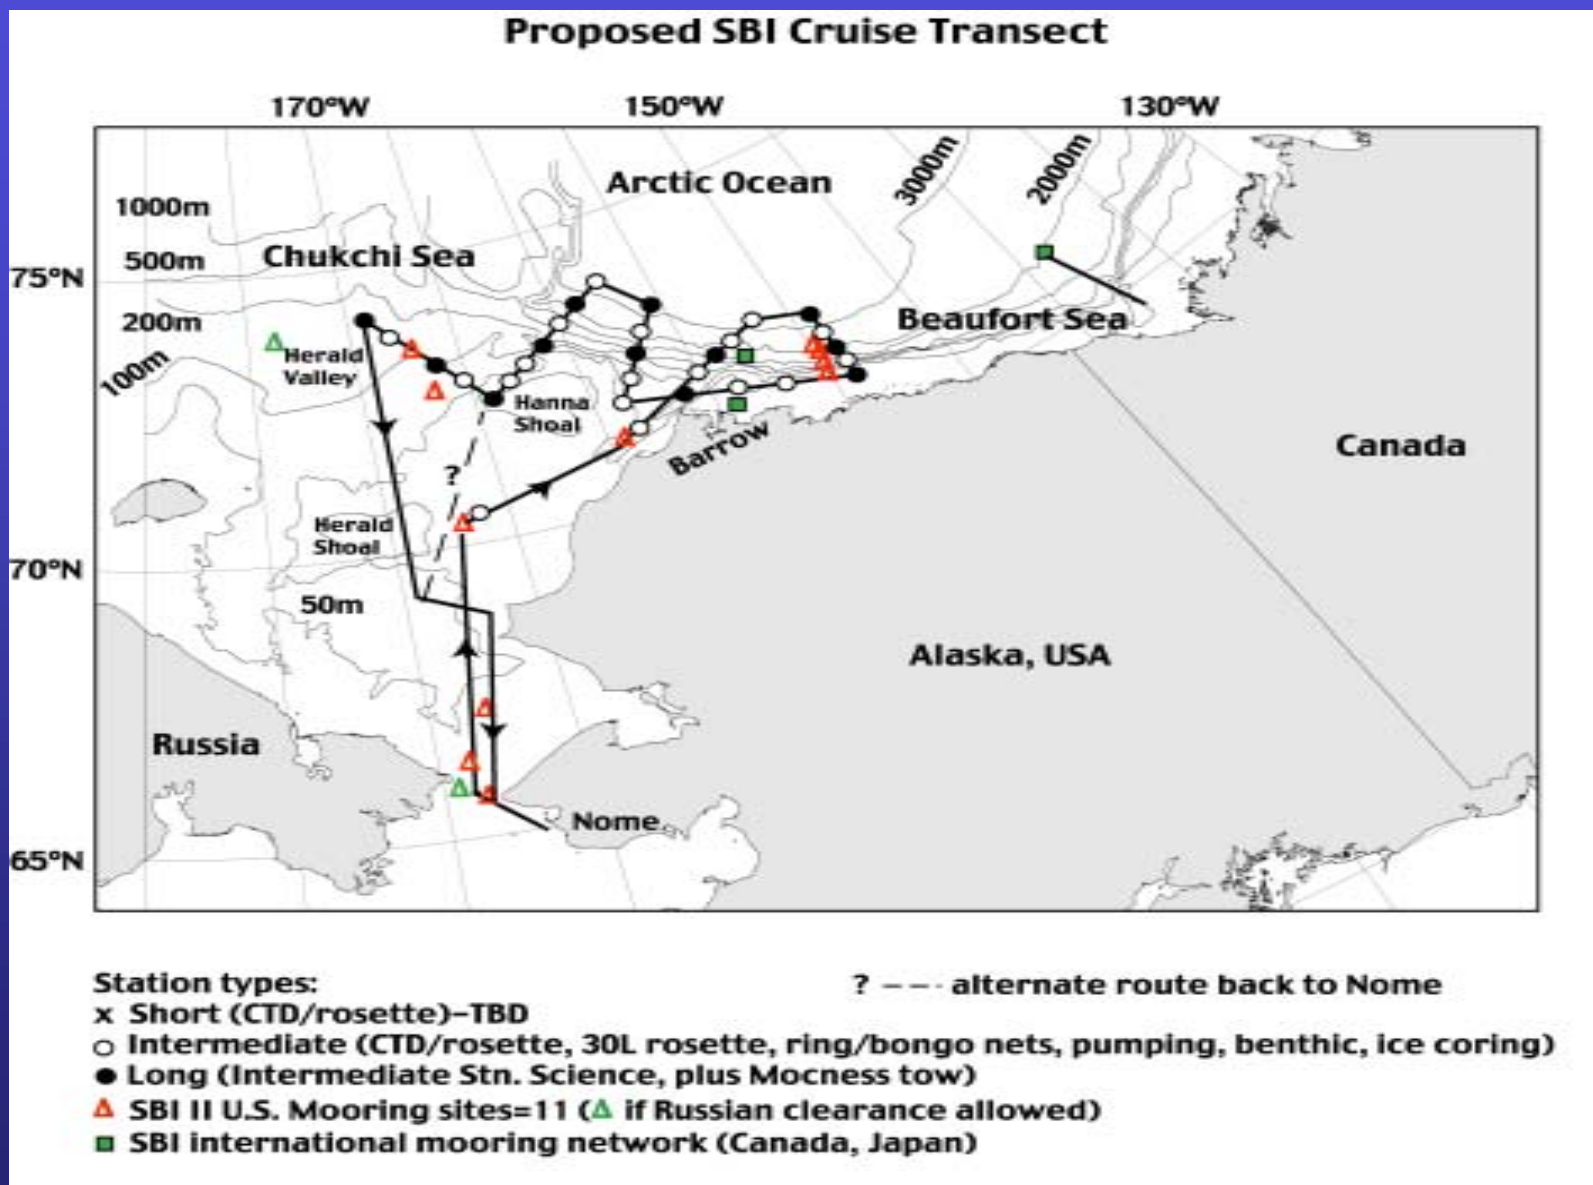 Proposed SBI Cruise Transect
170°W 150°W 130°W
3000m 2000m
Arctic Ocean
1000m
500m Chukchi Sea
75°N
200m Beaufort Sea
100m Herald
Valley
Hanna
Shoal
Barrow
Canada
?
Herald
Shoal
70°N
50m
Alaska, USA
Russia
Nome
65°N
Station types:
? ---- alternate route back to Nome
x Short (CTD/rosette)-TBD
Intermediate (CTD/rosette, 30L rosette, ring/bongo nets, pumping, benthic, ice coring)
Long (Intermediate Stn. Science, plus Mocness tow)
SBI II U.S. Mooring sites=11 (Δ if Russian clearance allowed)
SBI international mooring network (Canada, Japan)